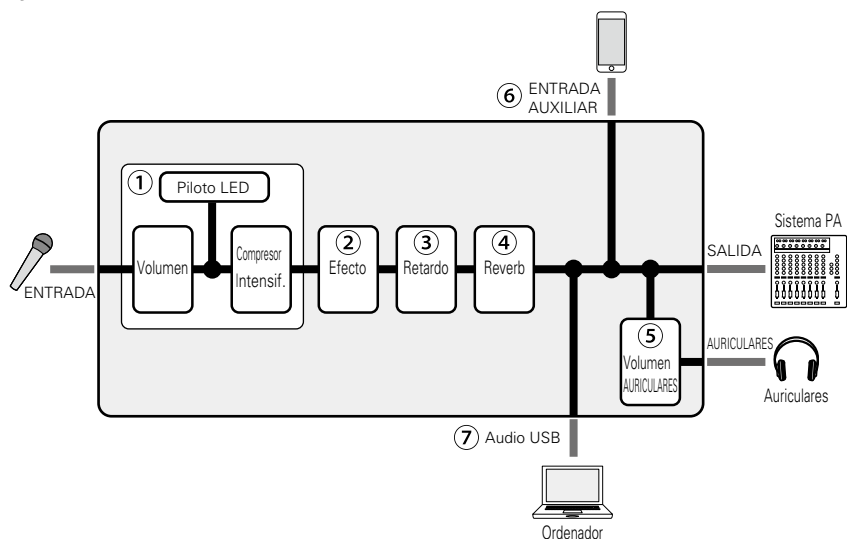 ⑥ ENTRADA
AUXILIAR
① Piloto LED
Volumen
Compresor
Intensif.
②
Efecto
③
Retardo
④
Reverb
ENTRADA
SALIDA
Sistema PA
⑤
Volumen
AURICULARES
AURICULARES
Auriculares
⑦ Audio USB
Ordenador